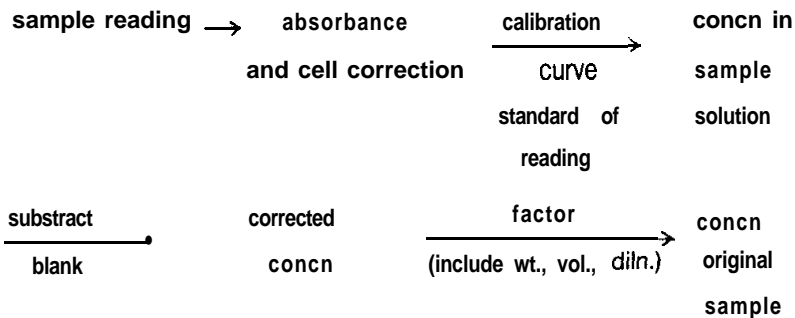 sample reading → absorbance calibration concn in
and cell correction curve sample
standard of solution
reading
substract corrected factor concn
blank concn (include wt., vol., diln.) original
sample